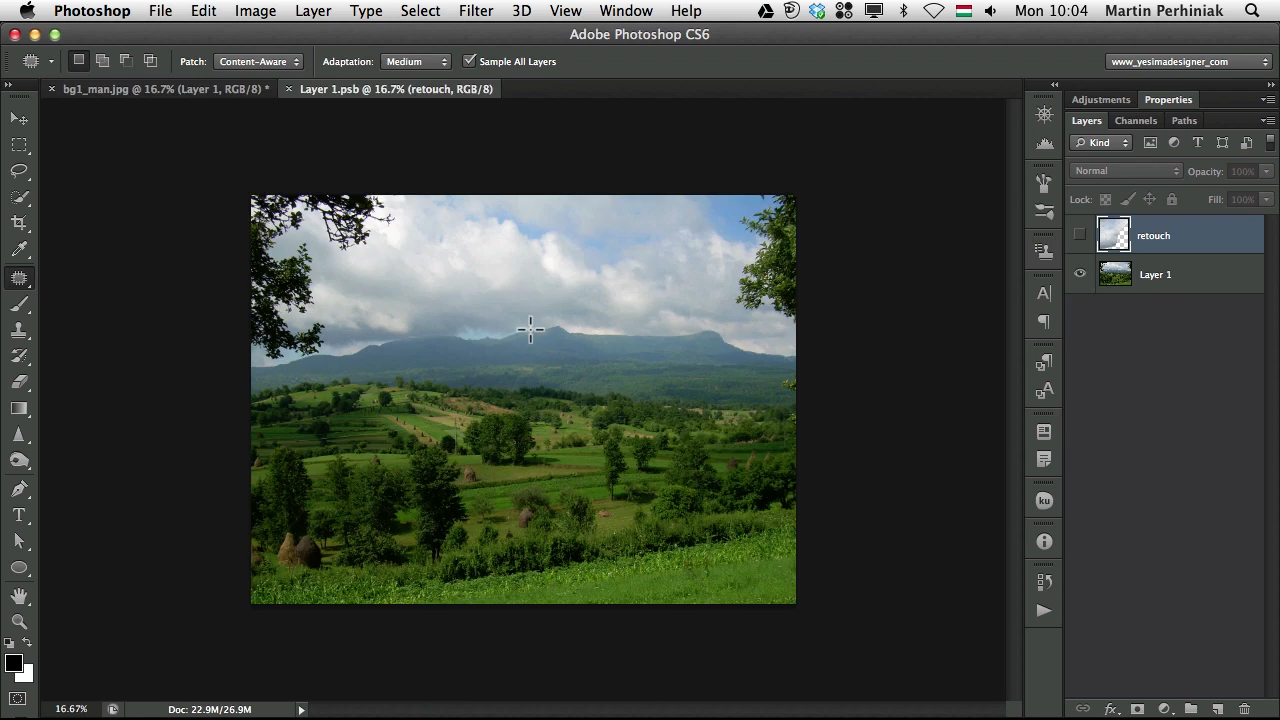 Photoshop File Edit Image Layer Type Select Filter 3D View Window Help Mon 10:04 Martin Perhiniak
Adobe Photoshop CS6
Patch: Content-Aware Adaptation: Medium Sample All Layers www_yesimadesigner_com
bg1_man.jpg @ 16.7% (Layer 1, RGB/8) * Layer 1.psb @ 16.7% (retouch, RGB/8)
Adjustments Properties
Layers Channels Paths
Kind
Normal Opacity: 100%
Lock: Fill: 100%
retouch
Layer 1
ku
16.67% Doc: 22.9M/26.9M